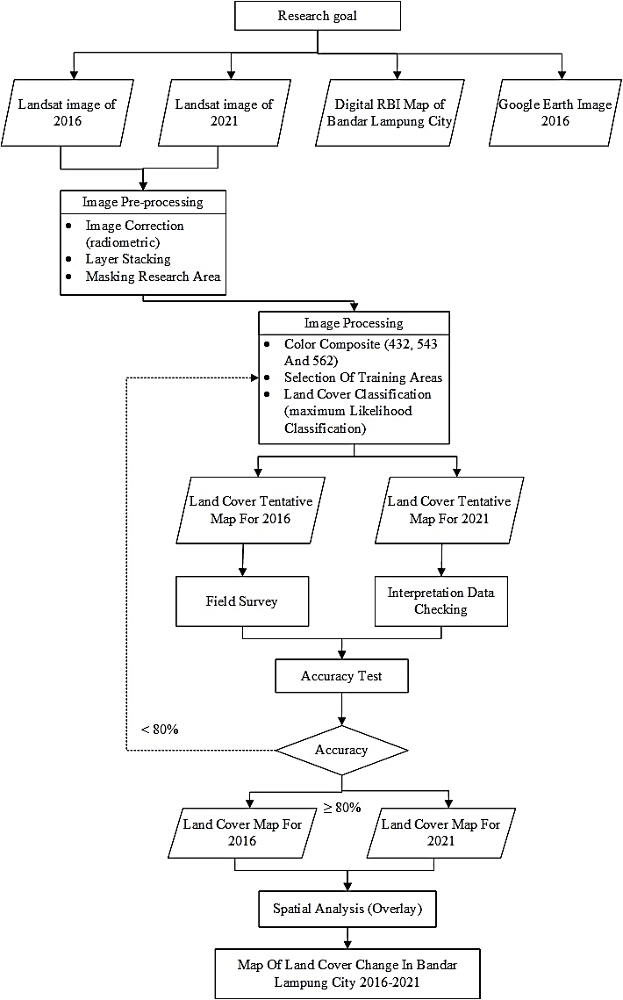 Research goal
Landsat image of
2016
Landsat image of
2021
Digital RBI Map of
Bandar Lampung City
Google Earth Image
2016
Image Pre-processing
● Image Correction
(radiometric)
● Layer Stacking
● Masking Research Area
Image Processing
● Color Composite (432, 543
And 562)
● Selection Of Training Areas
● Land Cover Classification
(maximum Likelihood
Classification)
Land Cover Tentative
Map For 2016
Land Cover Tentative
Map For 2021
Field Survey
Interpretation Data
Checking
Accuracy Test
< 80%
Accuracy
≥ 80%
Land Cover Map For
2016
Land Cover Map For
2021
Spatial Analysis (Overlay)
Map Of Land Cover Change In Bandar
Lampung City 2016-2021